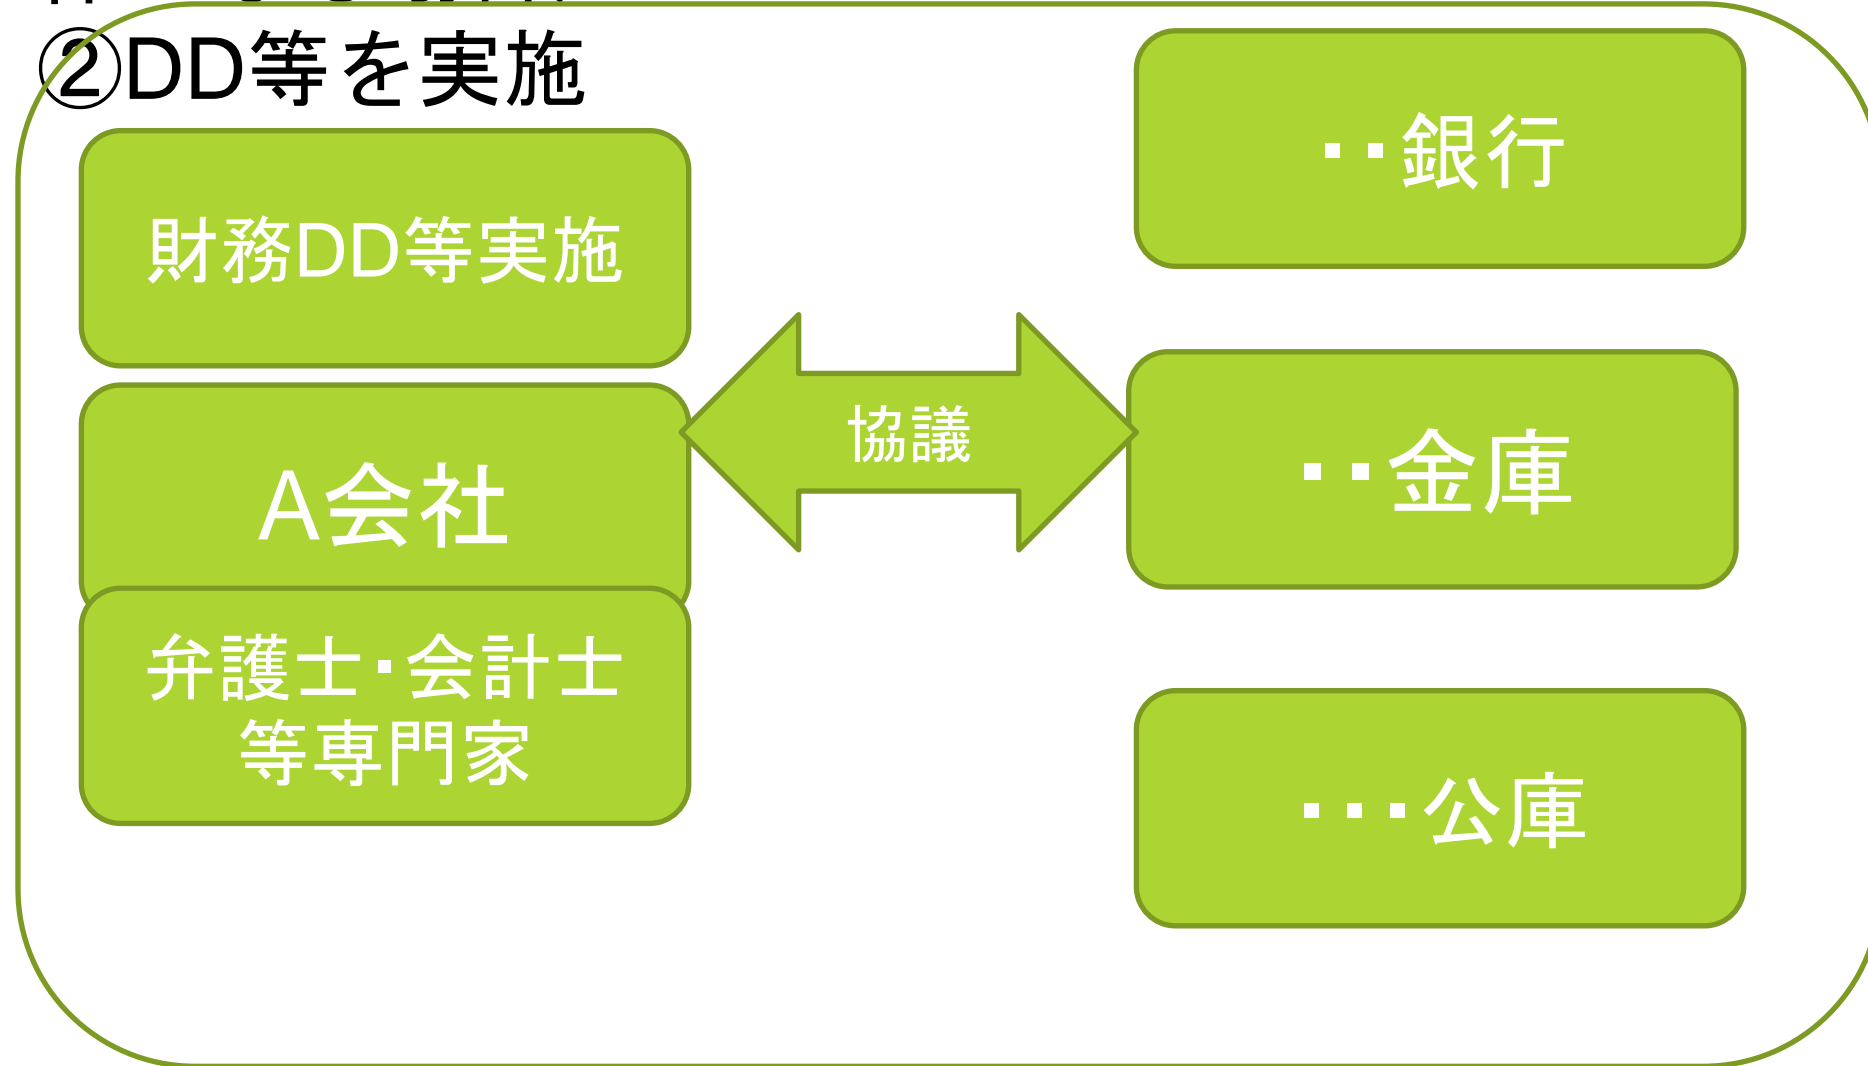 ②DD等を実施
財務DD等実施
A会社
弁護士・会計士
等専門家
協議
・・銀行
・・金庫
・・・公庫